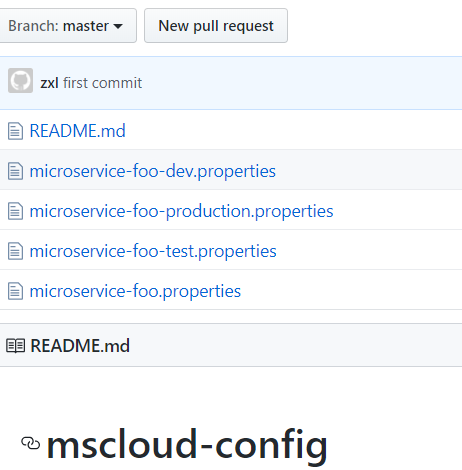 Branch: master New pull request
zxl first commit
README.md
microservice-foo-dev.properties
microservice-foo-production.properties
microservice-foo-test.properties
microservice-foo.properties
README.md
mscloud-config